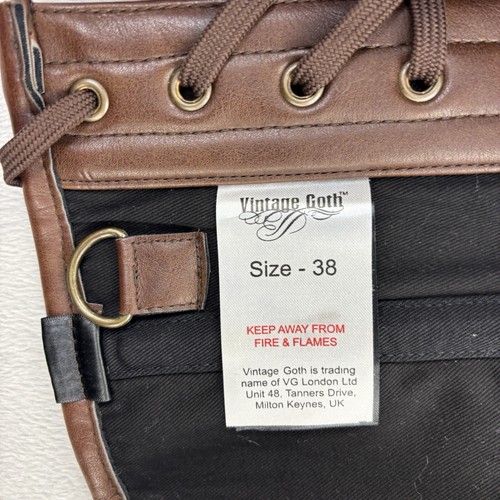 Vintage Goth™
Size - 38
KEEP AWAY FROM
FIRE & FLAMES
Vintage Goth is trading
name of VG London Ltd
Unit 48, Tanners Drive,
Milton Keynes, UK